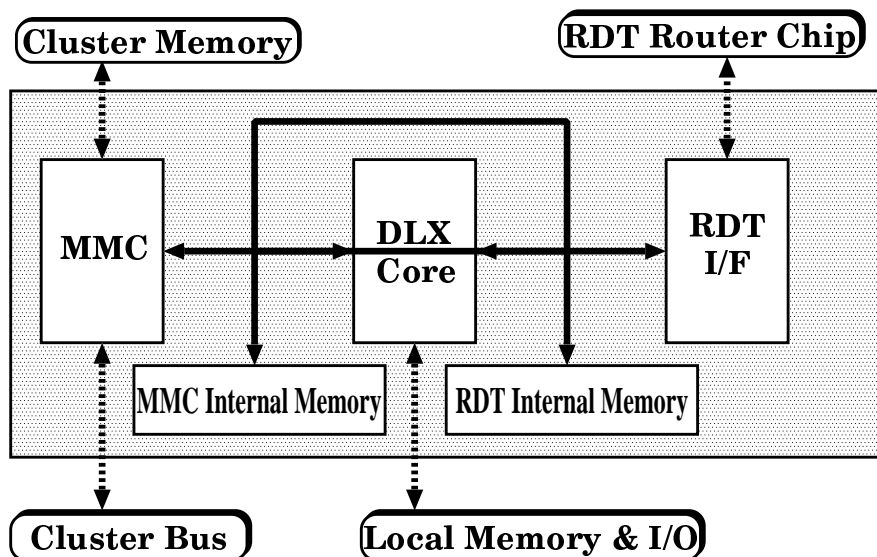 Cluster Memory
RDT Router Chip
MMC
DLX
Core
RDT
I/F
MMC Internal Memory
RDT Internal Memory
Cluster Bus
Local Memory & I/O